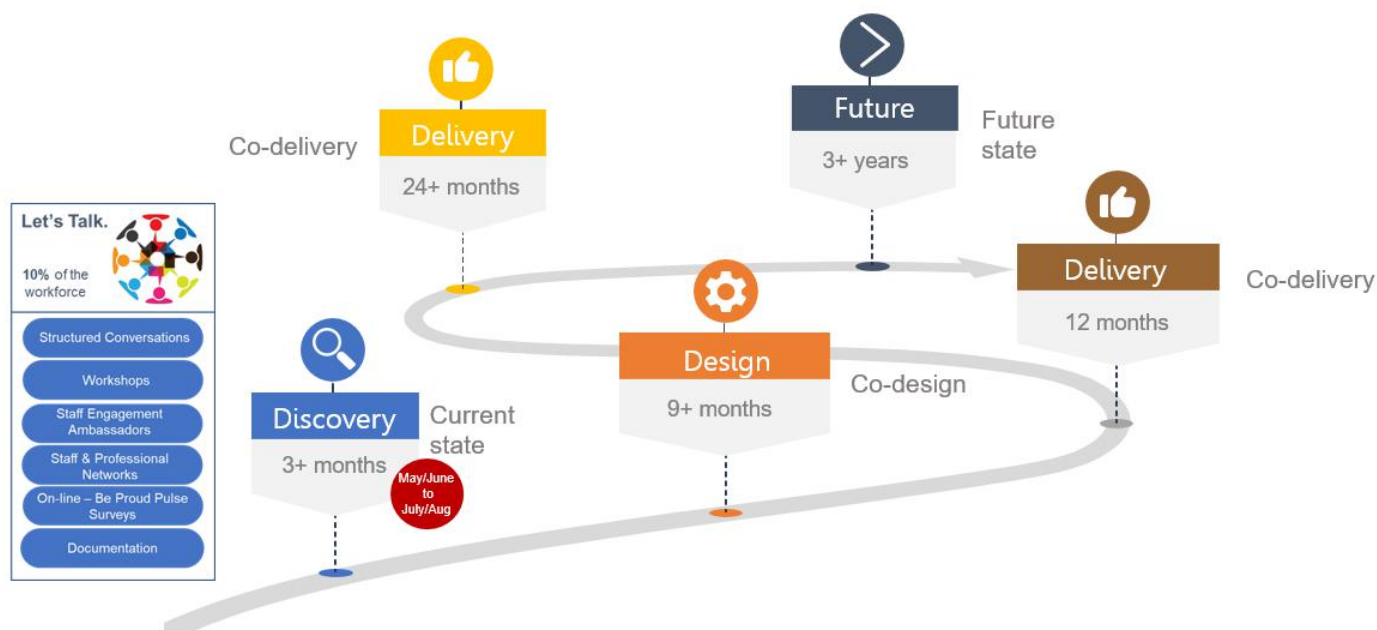 Let's Talk.
10% of the
workforce
Structured Conversations
Workshops
Staff Engagement
Ambassadors
Staff & Professional
Networks
On-line – Be Proud Pulse
Surveys
Documentation
Discovery
3+ months
Current
state
May/June
to
July/Aug
Design
9+ months
Co-design
Delivery
12 months
Co-delivery
Co-delivery
Delivery
24+ months
Future
3+ years
Future
state